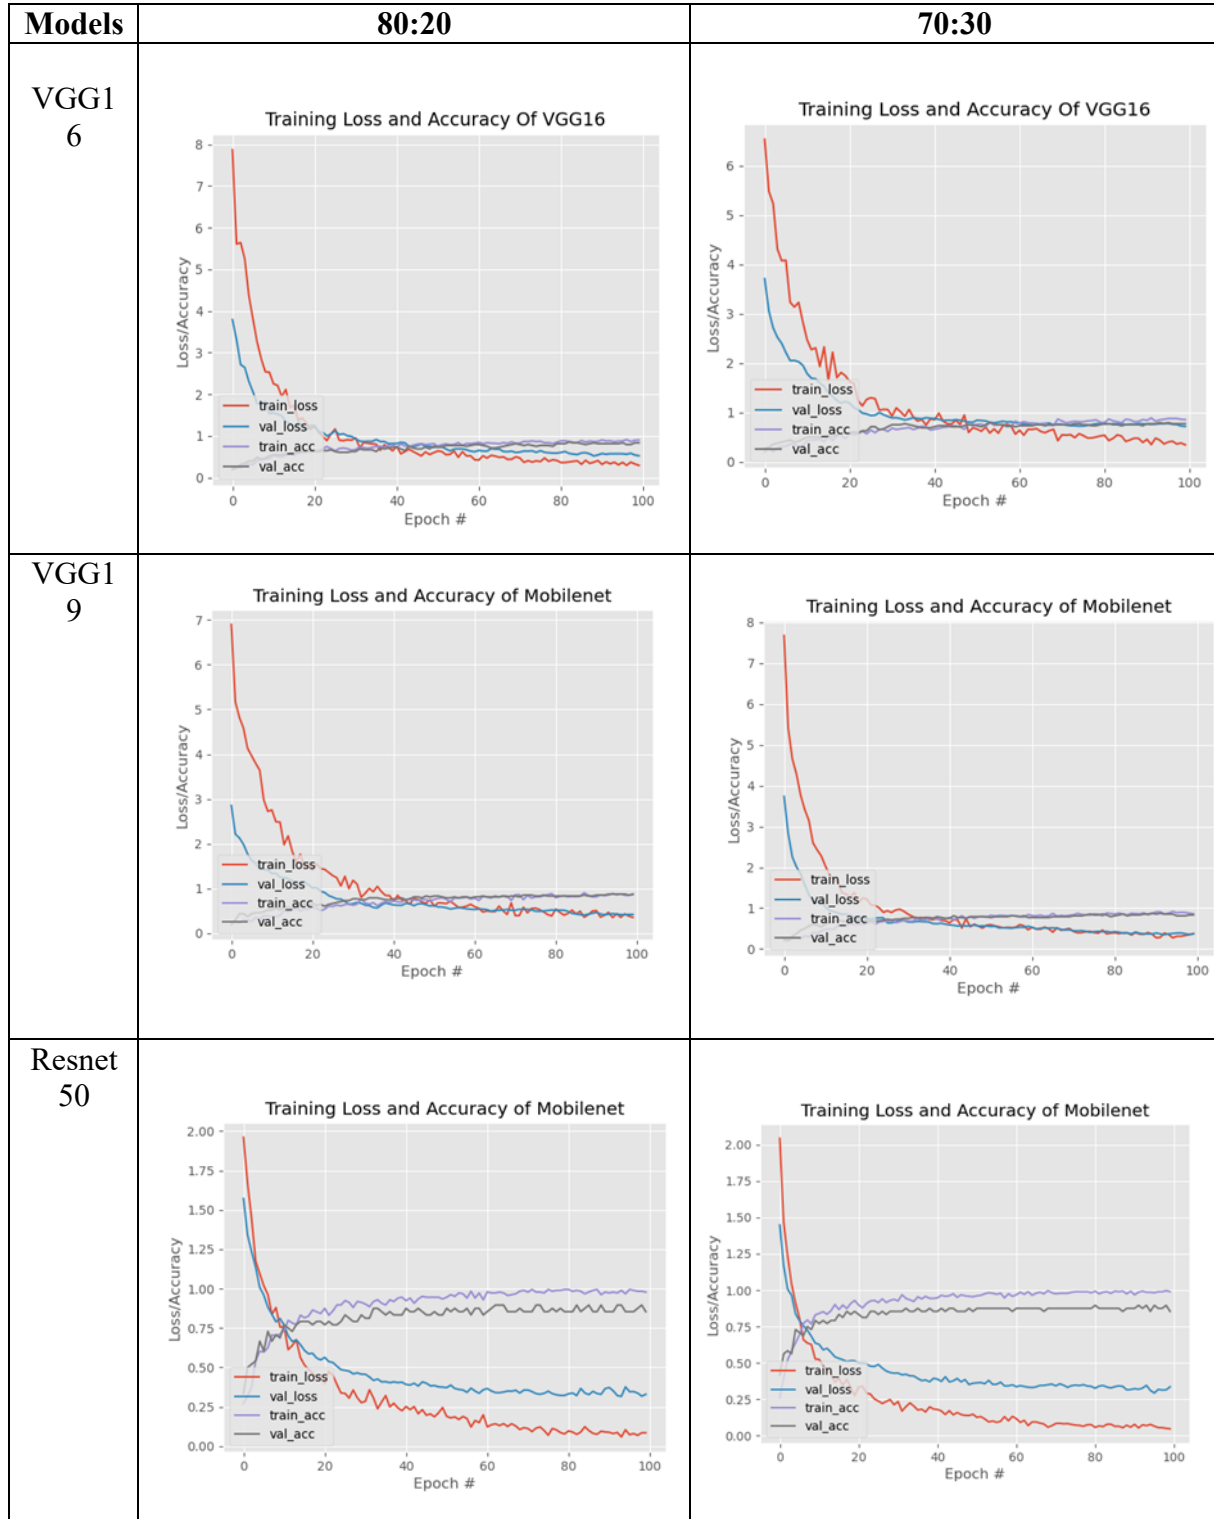 Models 80:20 70:30
VGG1
6
Training Loss and Accuracy Of VGG16
8
7
6
5
4
3
2
1
0
Loss/Accuracy
train_loss
val_loss
train_acc
val_acc
0 20 40 60 80 100
Epoch #
Training Loss and Accuracy Of VGG16
6
5
4
3
2
1
0
Loss/Accuracy
train_loss
val_loss
train_acc
val_acc
0 20 40 60 80 100
Epoch #
VGG1
9
Training Loss and Accuracy of Mobilenet
7
6
5
4
3
2
1
0
Loss/Accuracy
train_loss
val_loss
train_acc
val_acc
0 20 40 60 80 100
Epoch #
Training Loss and Accuracy of Mobilenet
8
7
6
5
4
3
2
1
0
Loss/Accuracy
train_loss
val_loss
train_acc
val_acc
0 20 40 60 80 100
Epoch #
Resnet
50
Training Loss and Accuracy of Mobilenet
2.00
1.75
1.50
1.25
1.00
0.75
0.50
0.25
0.00
Loss/Accuracy
train_loss
val_loss
train_acc
val_acc
0 20 40 60 80 100
Epoch #
Training Loss and Accuracy of Mobilenet
2.00
1.75
1.50
1.25
1.00
0.75
0.50
0.25
0.00
Loss/Accuracy
train_loss
val_loss
train_acc
val_acc
0 20 40 60 80 100
Epoch #